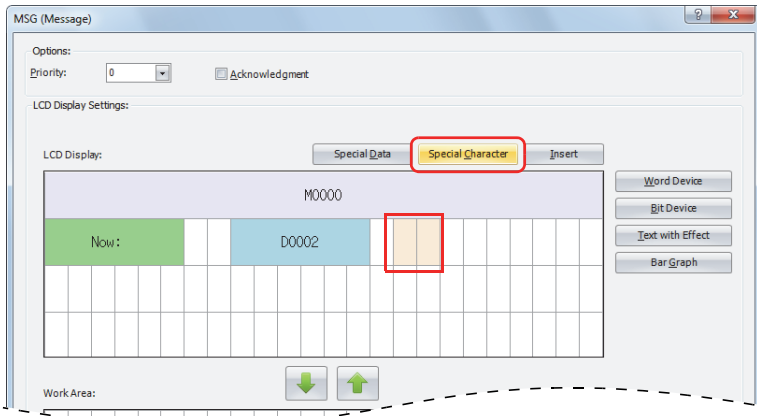 MSG (Message)
Options:
Priority: 0 Acknowledgment
LCD Display Settings:
LCD Display: Special Data Special Character Insert
M0000 Word Device
Bit Device
Now: D0002 Text with Effect
Bar Graph
Work Area: